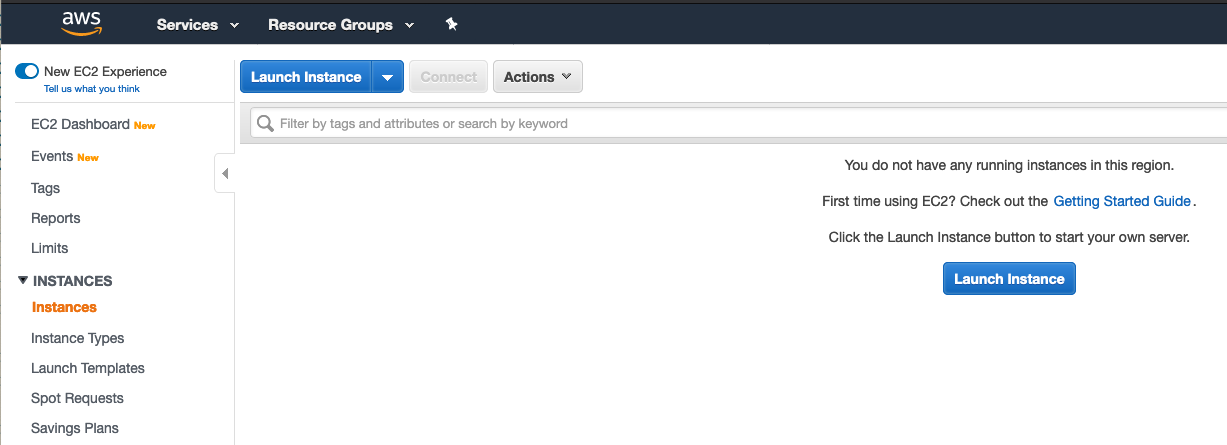 aws Services Resource Groups
New EC2 Experience
Tell us what you think
EC2 Dashboard New
Events New
Tags
Reports
Limits
INSTANCES
Instances
Instance Types
Launch Templates
Spot Requests
Savings Plans
Launch Instance Connect Actions
Filter by tags and attributes or search by keyword
You do not have any running instances in this region.
First time using EC2? Check out the Getting Started Guide.
Click the Launch Instance button to start your own server.
Launch Instance